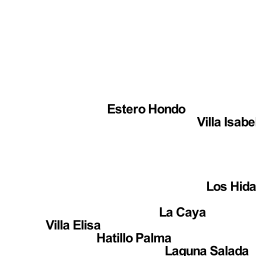 Estero Hondo
Villa Isabe
Los Hida
La Caya
Villa Elisa
Hatillo Palma
Laguna Salada